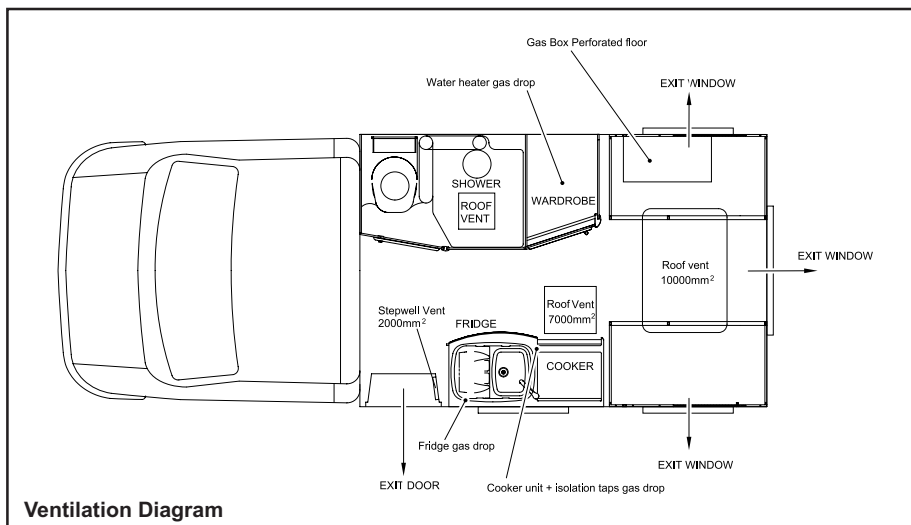 Gas Box Perforated floor
Water heater gas drop
EXIT WINDOW
SHOWER
ROOF
VENT
WARDROBE
EXIT WINDOW
Roof vent
10000mm²
Stepwell Vent
2000mm²
FRIDGE
Roof Vent
7000mm²
COOKER
Fridge gas drop
EXIT DOOR
Cooker unit + isolation taps gas drop
EXIT WINDOW
Ventilation Diagram